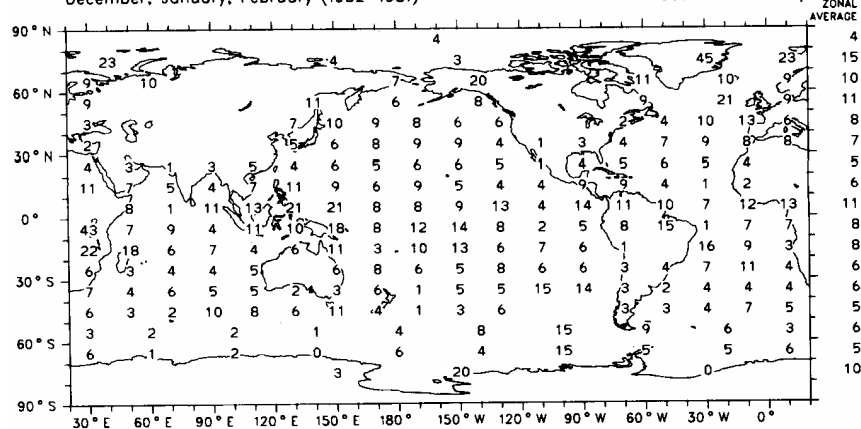 December, January, February (1952-1981)
ZONAL
AVERAGE
90° N
4
4
23 4 3 45 23 15
9 10 7 20 11 10 9 10
60° N
9 11 6 8 9 21 9 11
3 7 10 9 8 6 6 2 4 10 13 6 8
2 5 6 8 9 9 4 1 3 4 7 9 8 8 7
30° N
4 3 1 3 5 4 6 5 6 6 5 1 4 5 6 5 4 5
11 7 5 4 7 11 9 6 9 5 4 4 9 9 4 1 2 6
8 1 11 13 21 21 8 8 9 13 4 14 11 10 7 12 13 11
0°
43 7 9 4 11 10 18 8 12 14 8 2 5 8 15 1 7 7 8
22 18 6 7 4 6 11 3 10 13 6 7 6 1 16 9 3 8
6 3 4 4 5 6 8 6 5 8 6 6 3 4 7 11 4 6
30° S
7 4 6 5 5 2 3 6 1 5 5 15 14 3 2 4 4 4 6
6 3 2 10 8 6 11 4 1 3 6 3 3 4 7 5 5
3 2 2 1 4 8 15 9 6 3 6
60° S
6 1 2 0 6 4 15 5 5 6 5
3 20 0 10
90° S
30° E 60° E 90° E 120° E 150° E 180° 150° W 120° W 90° W 60° W 30° W 0°